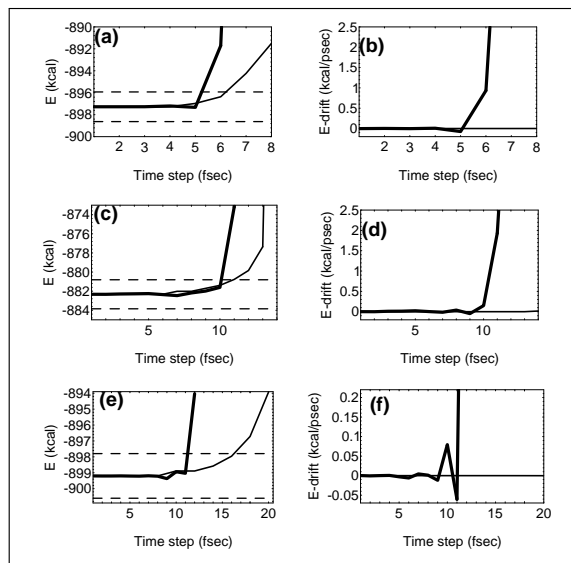 (a)
E (kcal)
-890
-892
-894
-896
-898
-900
2 3 4 5 6 7 8
Time step (fsec)
(b)
E-drift (kcal/psec)
2.5
2
1.5
1
0.5
0
2 3 4 5 6 7 8
Time step (fsec)
(c)
E (kcal)
-874
-876
-878
-880
-882
-884
5 10
Time step (fsec)
(d)
E-drift (kcal/psec)
2.5
2
1.5
1
0.5
0
5 10
Time step (fsec)
(e)
E (kcal)
-894
-895
-896
-897
-898
-899
-900
5 10 15 20
Time step (fsec)
(f)
E-drift (kcal/psec)
0.2
0.15
0.1
0.05
0
-0.05
5 10 15 20
Time step (fsec)